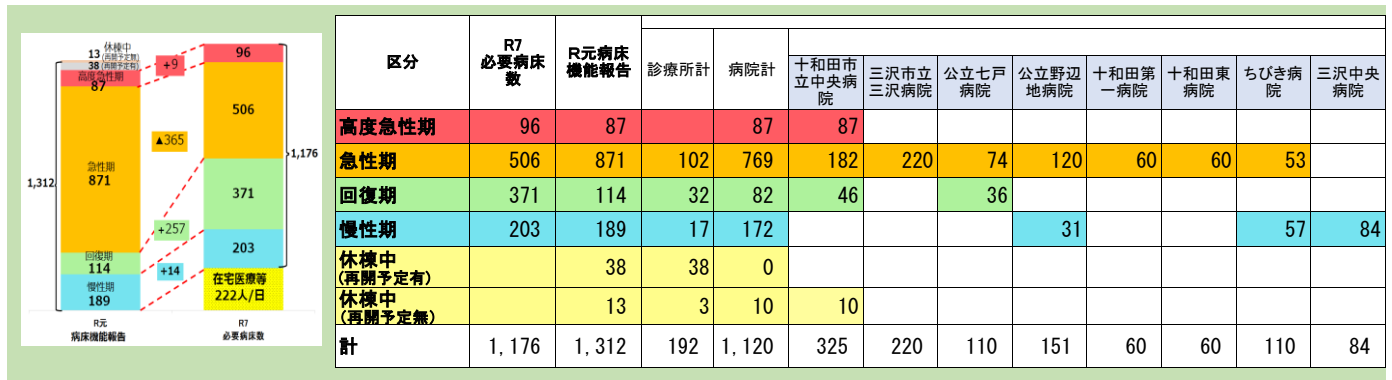 休棟中
13 (再開予定無)
38 (再開予定有)
高度急性期
87
+9
96
506
▲365
急性期
871
1,312
1,176
371
+257
回復期
114
203
慢性期
189
+14
在宅医療等
222人/日
R元
病床機能報告
R7
必要病床数
区分
R7
必要病床
数
R元病床
機能報告
診療所計
病院計
十和田市
立中央病
院
三沢市立
三沢病院
公立七戸
病院
公立野辺
地病院
十和田第
一病院
十和田東
病院
ちびき病
院
三沢中央
病院
高度急性期 96 87 87 87
急性期 506 871 102 769 182 220 74 120 60 60 53
回復期 371 114 32 82 46 36
慢性期 203 189 17 172 31 57 84
休棟中
(再開予定有) 38 38 0
休棟中
(再開予定無) 13 3 10 10
計 1,176 1,312 192 1,120 325 220 110 151 60 60 110 84